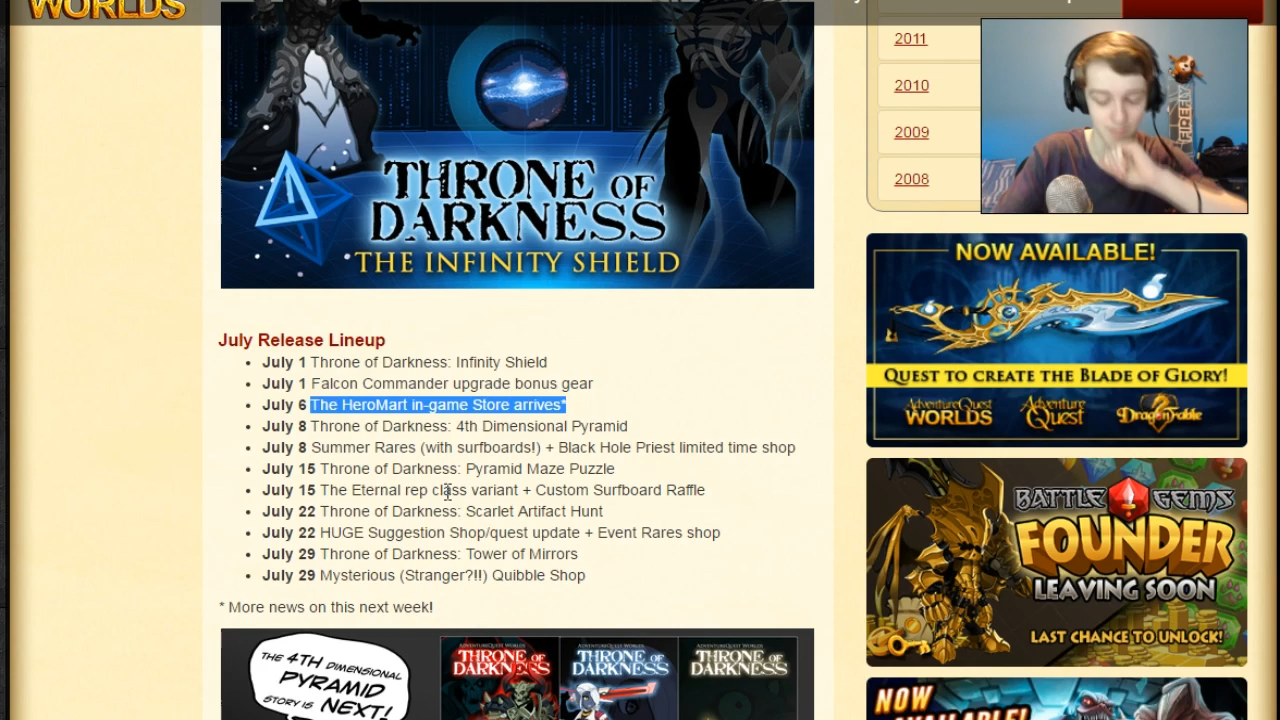 WORLDS
2011
2010
2009
2008
FIREFLY
THRONE OF
DARKNESS
THE INFINITY SHIELD
NOW AVAILABLE!
QUEST TO CREATE THE BLADE OF GLORY!
AdventureQuest
WORLDS
Adventure
Quest
DragonFable
July Release Lineup
• July 1 Throne of Darkness: Infinity Shield
• July 1 Falcon Commander upgrade bonus gear
• July 6 The HeroMart in-game Store arrives*
• July 8 Throne of Darkness: 4th Dimensional Pyramid
• July 8 Summer Rares (with surfboards!) + Black Hole Priest limited time shop
• July 15 Throne of Darkness: Pyramid Maze Puzzle
• July 15 The Eternal rep class variant + Custom Surfboard Raffle
• July 22 Throne of Darkness: Scarlet Artifact Hunt
• July 22 HUGE Suggestion Shop/quest update + Event Rares shop
• July 29 Throne of Darkness: Tower of Mirrors
• July 29 Mysterious (Stranger?!!) Quibble Shop
* More news on this next week!
BATTLE GEMS
FOUNDER
LEAVING SOON
LAST CHANCE TO UNLOCK!
THE 4TH DIMENSIONAL
PYRAMID
STORY IS NEXT!
ADVENTUREQUEST WORLDS
THRONE OF
DARKNESS
ADVENTUREQUEST WORLDS
THRONE OF
DARKNESS
ADVENTUREQUEST WORLDS
THRONE OF
DARKNESS
NOW
AVAILABLE!